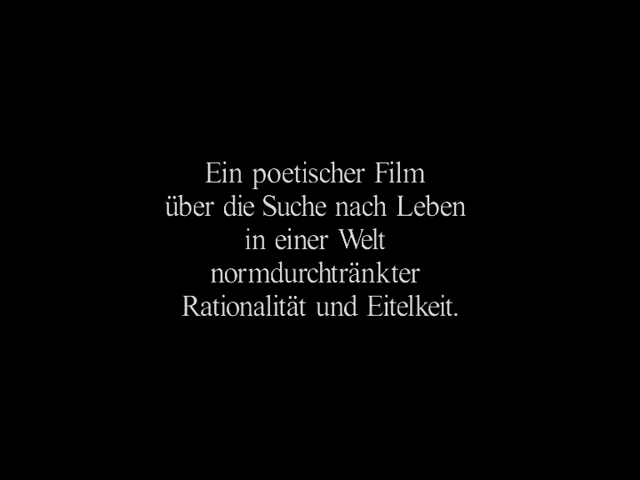 Ein poetischer Film
über die Suche nach Leben
in einer Welt
normdurchtränkter
Rationalität und Eitelkeit.